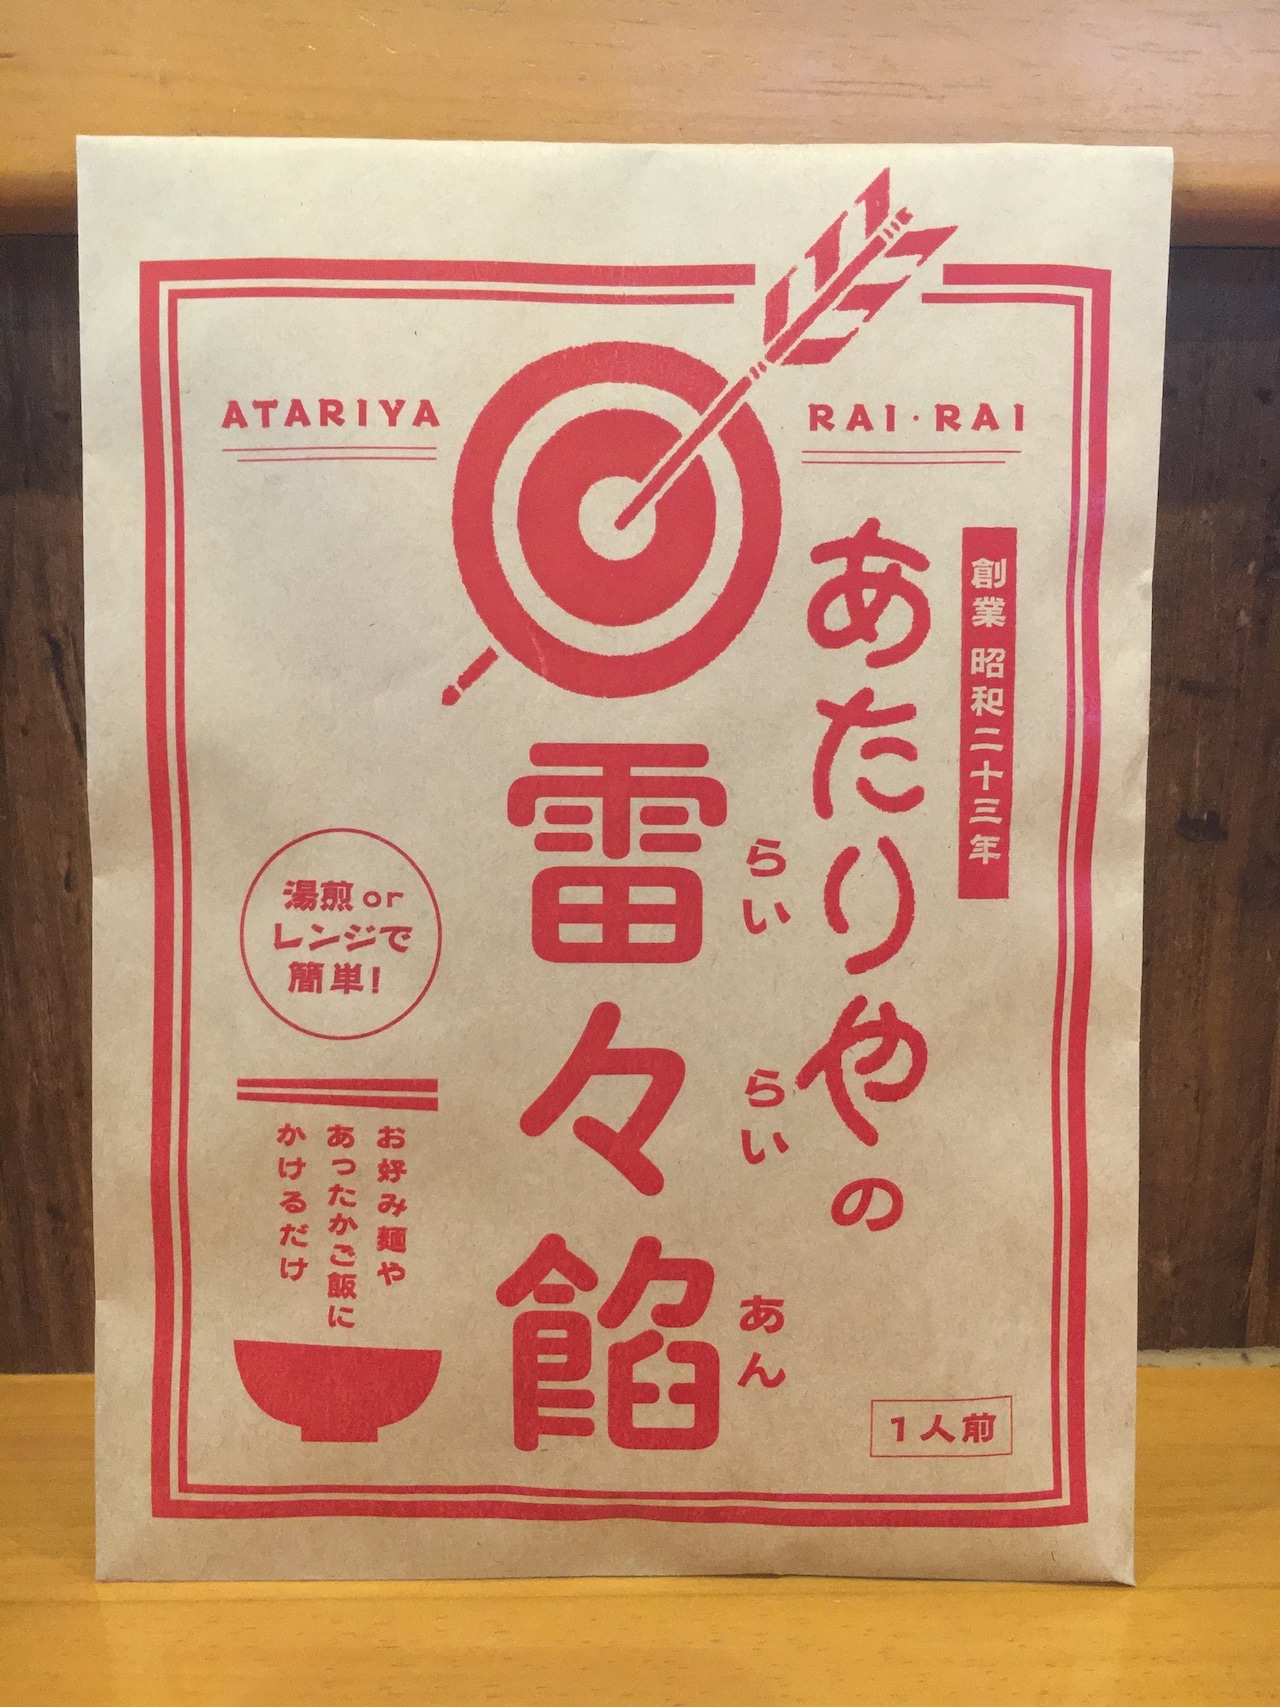 ATARIYA
RAI・RAI
創業 昭和二十三年
あたりやの
雷々餡
らい らい あん
湯煎 or
レンジで
簡単！
お好み麺や
あったかご飯に
かけるだけ
1人前